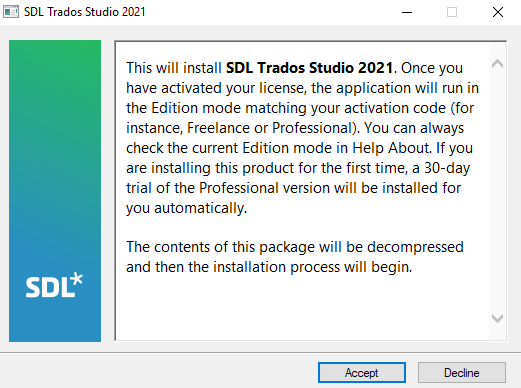 SDL Trados Studio 2021
This will install SDL Trados Studio 2021. Once you
have activated your license, the application will run in
the Edition mode matching your activation code (for
instance, Freelance or Professional). You can always
check the current Edition mode in Help About. If you
are installing this product for the first time, a 30-day
trial of the Professional version will be installed for
you automatically.
The contents of this package will be decompressed
and then the installation process will begin.
SDL*
Accept
Decline